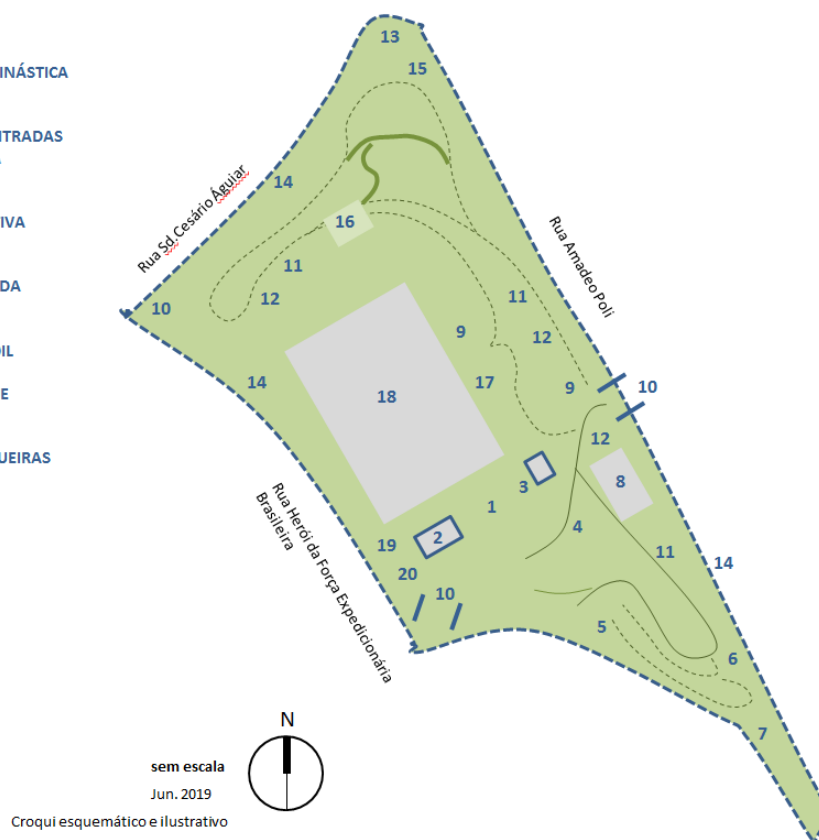 INÁSTICA
NTRADAS
IVA
DA
OIL
E
UEIRAS
13
15
14
Rua Sd. Cesário Águiar
16
Rua Amadeo Poli
11
11
10
12
9
12
14
17
9
10
18
12
3
8
1
4
19
2
11
14
20
10
Rua Herói da Força Expedicionária
Brasileira
5
6
7
N
sem escala
Jun. 2019
Croqui esquemático e ilustrativo